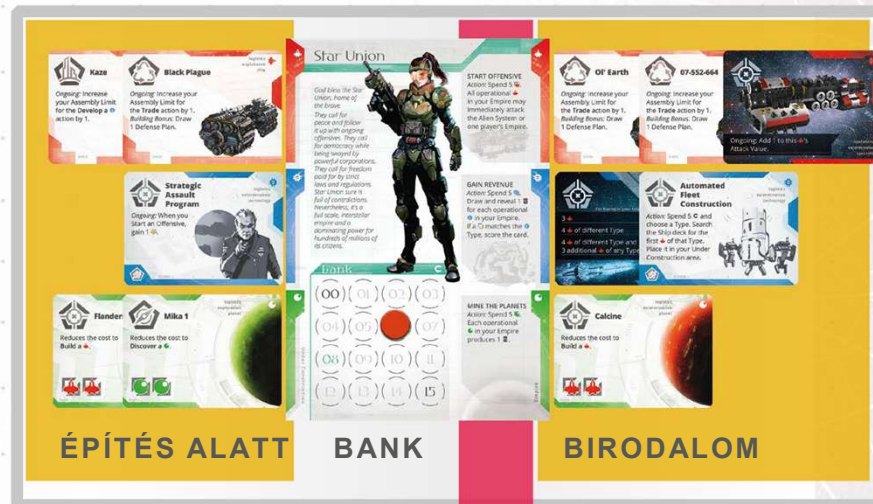 Kaze
Ongoing: Increase
your Assembly Limit
for the Develop a
action by 1.
Black Plague
Ongoing: Increase your
Assembly Limit for
the Trade action by 1.
Building Bonus: Draw
1 Defense Plan.
Strategic
Assault
Program
Ongoing: When you
Start an Offensive,
gain 1
Flander
Reduces the cost to
Build a
Mika 1
Reduces the cost to
Discover a
Star Union
God bless the Star
Union, home of
the brave.
They call for
peace and follow
it up with ongoing
offensives. They call
for democracy while
being swayed by
powerful corporations.
They call for freedom
paid for by strict
laws and regulations.
Star Union sure is
full of contradictions.
Nevertheless, it's a
full scale, interstellar
empire and a
dominating power for
hundreds of millions of
its citizens.
Bank
00 01 02 03
04 05 07
08 09 10 11
12 13 14 15
START OFFENSIVE
Action: Spend 5
All operational
in your Empire may
immediately attack
the Alien System or
one player's Empire.
GAIN REVENUE
Action: Spend 5
Draw and reveal 1
for each operational
in your Empire.
If a matches the
Type, score the card.
MINE THE PLANETS
Action: Spend 5
Each operational
in your Empire
produces 1
Ol' Earth
Ongoing: Increase
your Assembly
Limit for
the Trade action by 1.
07-552-664
Ongoing: Increase
your Assembly Limit
for the Trade action by 1.
Building Bonus: Draw
1 Defense Plan.
Ongoing: Add 1 to this 's
Attack Value.
3
4 of different Type
4 of different Type and
3 additional of any Type
Automated
Fleet
Construction
Action: Spend 5 and
choose a Type. Search
the Ship deck for the
first of that Type.
Place it in your Under
Construction area.
Calcine
Reduces the cost to
Build a
ÉPÍTÉS ALATT
BANK
BIRODALOM